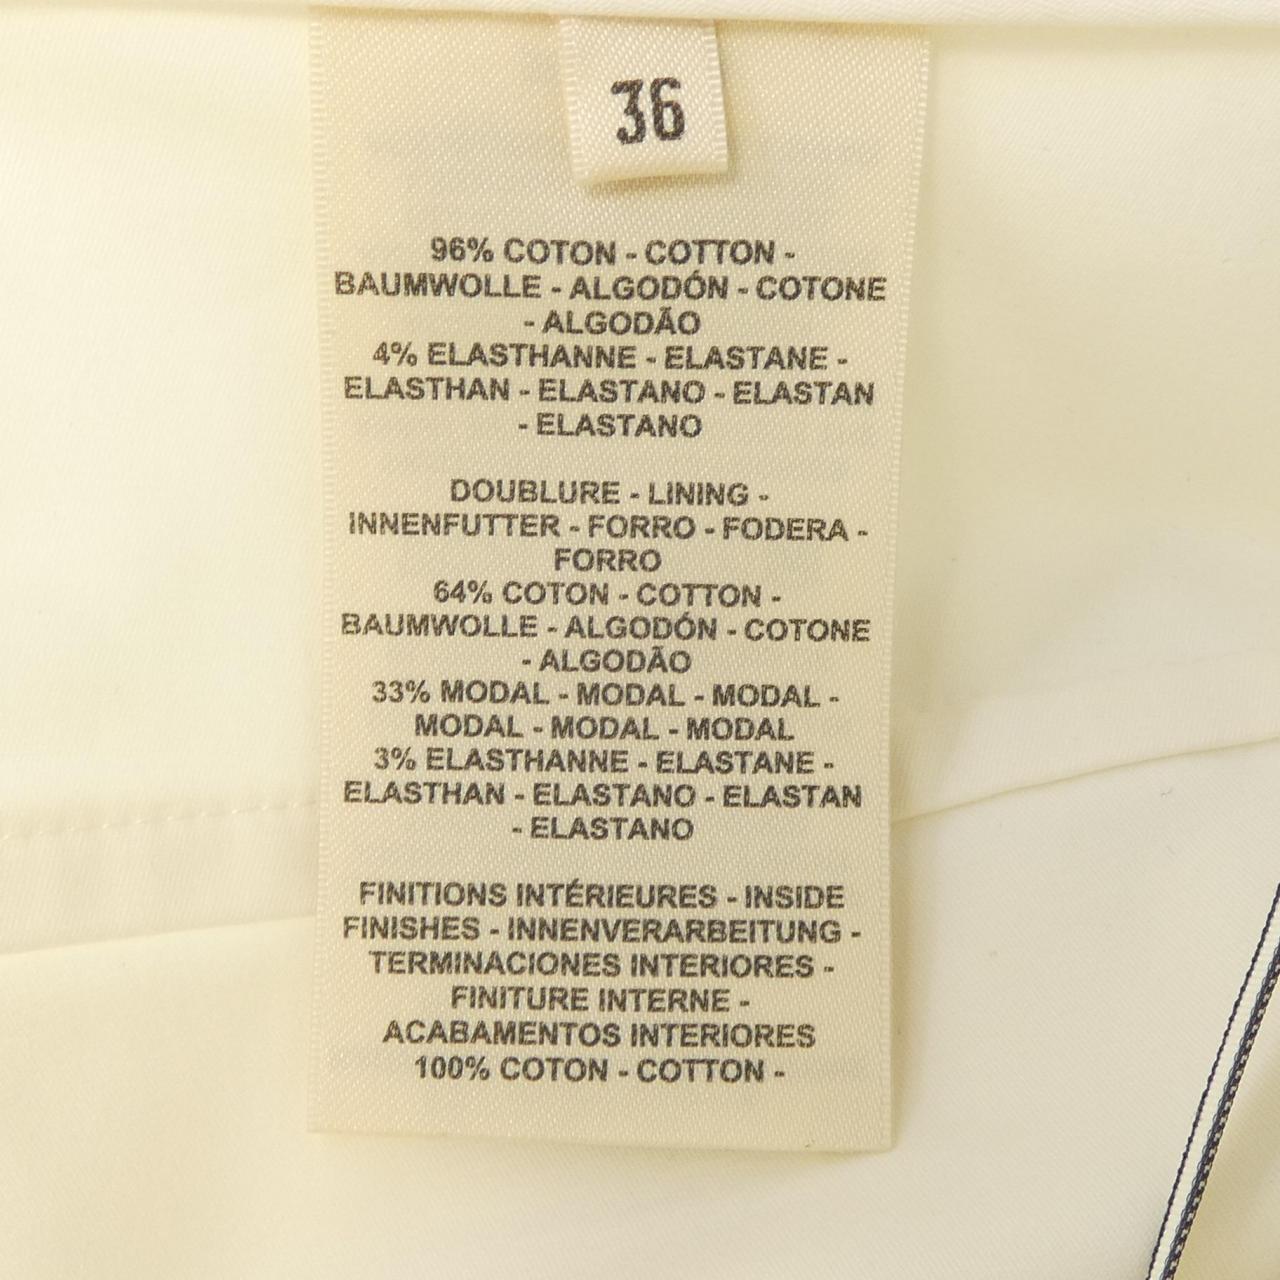 36
96% COTON - COTTON -
BAUMWOLLE - ALGODÓN - COTONE
- ALGODÃO
4% ELASTHANNE - ELASTANE -
ELASTHAN - ELASTANO - ELASTAN
- ELASTANO
DOUBLURE - LINING -
INNENFUTTER - FORRO - FODERA -
FORRO
64% COTON - COTTON -
BAUMWOLLE - ALGODÓN - COTONE
- ALGODÃO
33% MODAL - MODAL - MODAL -
MODAL - MODAL - MODAL
3% ELASTHANNE - ELASTANE -
ELASTHAN - ELASTANO - ELASTAN
- ELASTANO
FINITIONS INTÉRIEURES - INSIDE
FINISHES - INNENVERARBEITUNG -
TERMINACIONES INTERIORES -
FINITURE INTERNE -
ACABAMENTOS INTERIORES
100% COTON - COTTON -